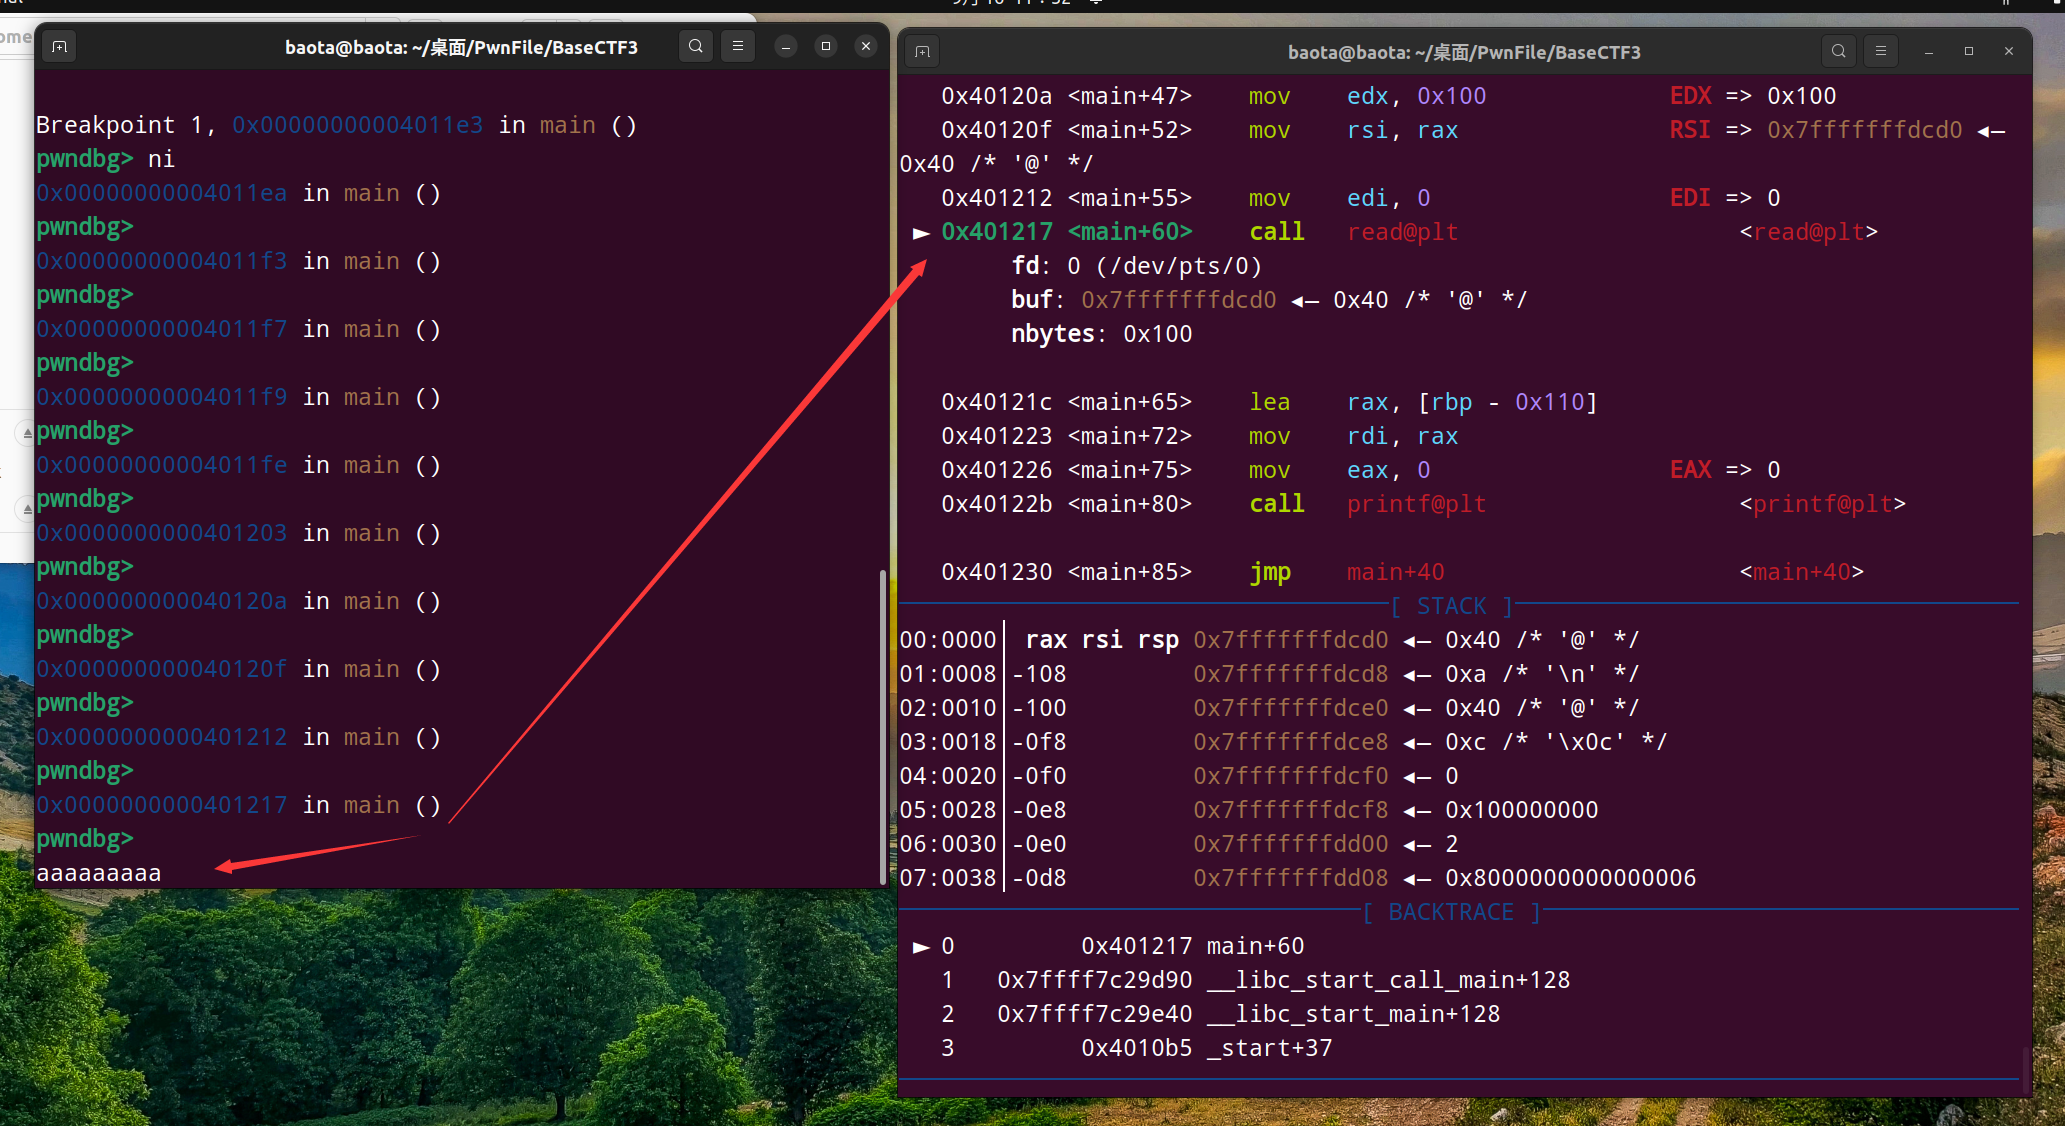 baota@baota: ~/桌面/PwnFile/BaseCTF3
Breakpoint 1, 0x00000000004011e3 in main ()
pwndbg> ni
0x00000000004011ea in main ()
pwndbg>
0x00000000004011f3 in main ()
pwndbg>
0x00000000004011f7 in main ()
pwndbg>
0x00000000004011f9 in main ()
pwndbg>
0x00000000004011fe in main ()
pwndbg>
0x0000000000401203 in main ()
pwndbg>
0x000000000040120a in main ()
pwndbg>
0x000000000040120f in main ()
pwndbg>
0x0000000000401212 in main ()
pwndbg>
0x0000000000401217 in main ()
pwndbg>
aaaaaaaaa
baota@baota: ~/桌面/PwnFile/BaseCTF3
0x40120a <main+47> mov edx, 0x100 EDX => 0x100
0x40120f <main+52> mov rsi, rax RSI => 0x7fffffffdcd0 ◂—
0x40 /* '@' */
0x401212 <main+55> mov edi, 0 EDI => 0
► 0x401217 <main+60> call read@plt <read@plt>
fd: 0 (/dev/pts/0)
buf: 0x7fffffffdcd0 ◂— 0x40 /* '@' */
nbytes: 0x100
0x40121c <main+65> lea rax, [rbp - 0x110]
0x401223 <main+72> mov rdi, rax
0x401226 <main+75> mov eax, 0 EAX => 0
0x40122b <main+80> call printf@plt <printf@plt>
0x401230 <main+85> jmp main+40 <main+40>
[ STACK ]
00:0000│ rax rsi rsp 0x7fffffffdcd0 ◂— 0x40 /* '@' */
01:0008│-108 0x7fffffffdcd8 ◂— 0xa /* '\n' */
02:0010│-100 0x7fffffffdce0 ◂— 0x40 /* '@' */
03:0018│-0f8 0x7fffffffdce8 ◂— 0xc /* '\x0c' */
04:0020│-0f0 0x7fffffffdcf0 ◂— 0
05:0028│-0e8 0x7fffffffdcf8 ◂— 0x100000000
06:0030│-0e0 0x7fffffffdd00 ◂— 2
07:0038│-0d8 0x7fffffffdd08 ◂— 0x8000000000000006
[ BACKTRACE ]
► 0 0x401217 main+60
1 0x7ffff7c29d90 __libc_start_call_main+128
2 0x7ffff7c29e40 __libc_start_main+128
3 0x4010b5 _start+37